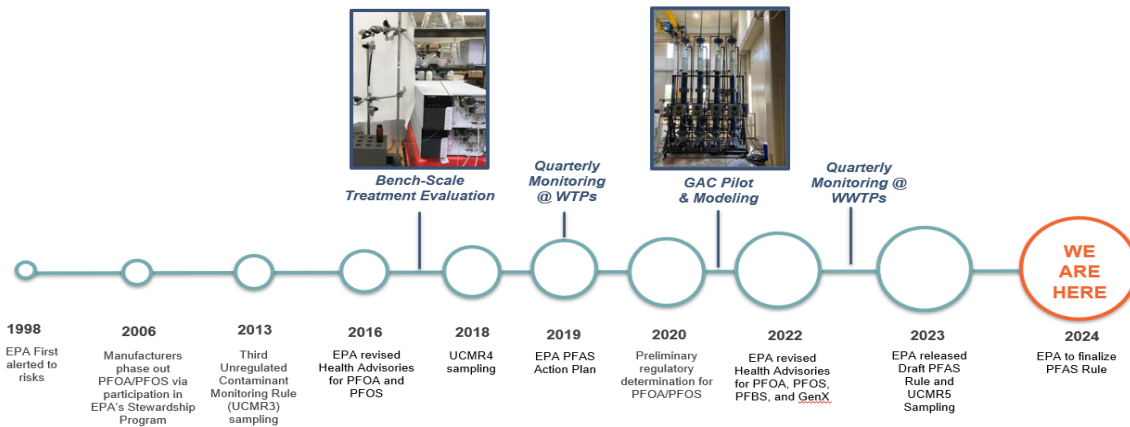 Bench-Scale
Treatment Evaluation
Quarterly
Monitoring
@ WTPs
GAC Pilot
& Modeling
Quarterly
Monitoring @
WWTPs
WE
ARE
HERE
1998
EPA First
alerted to
risks
2006
Manufacturers
phase out
PFOA/PFOS via
participation in
EPA's Stewardship
Program
2013
Third
Unregulated
Contaminant
Monitoring Rule
(UCMR3)
sampling
2016
EPA revised
Health Advisories
for PFOA and
PFOS
2018
UCMR4
sampling
2019
EPA PFAS
Action Plan
2020
Preliminary
regulatory
determination for
PFOA/PFOS
2022
EPA revised
Health Advisories
for PFOA, PFOS,
PFBS, and GenX
2023
EPA released
Draft PFAS
Rule and
UCMR5
Sampling
2024
EPA to finalize
PFAS Rule